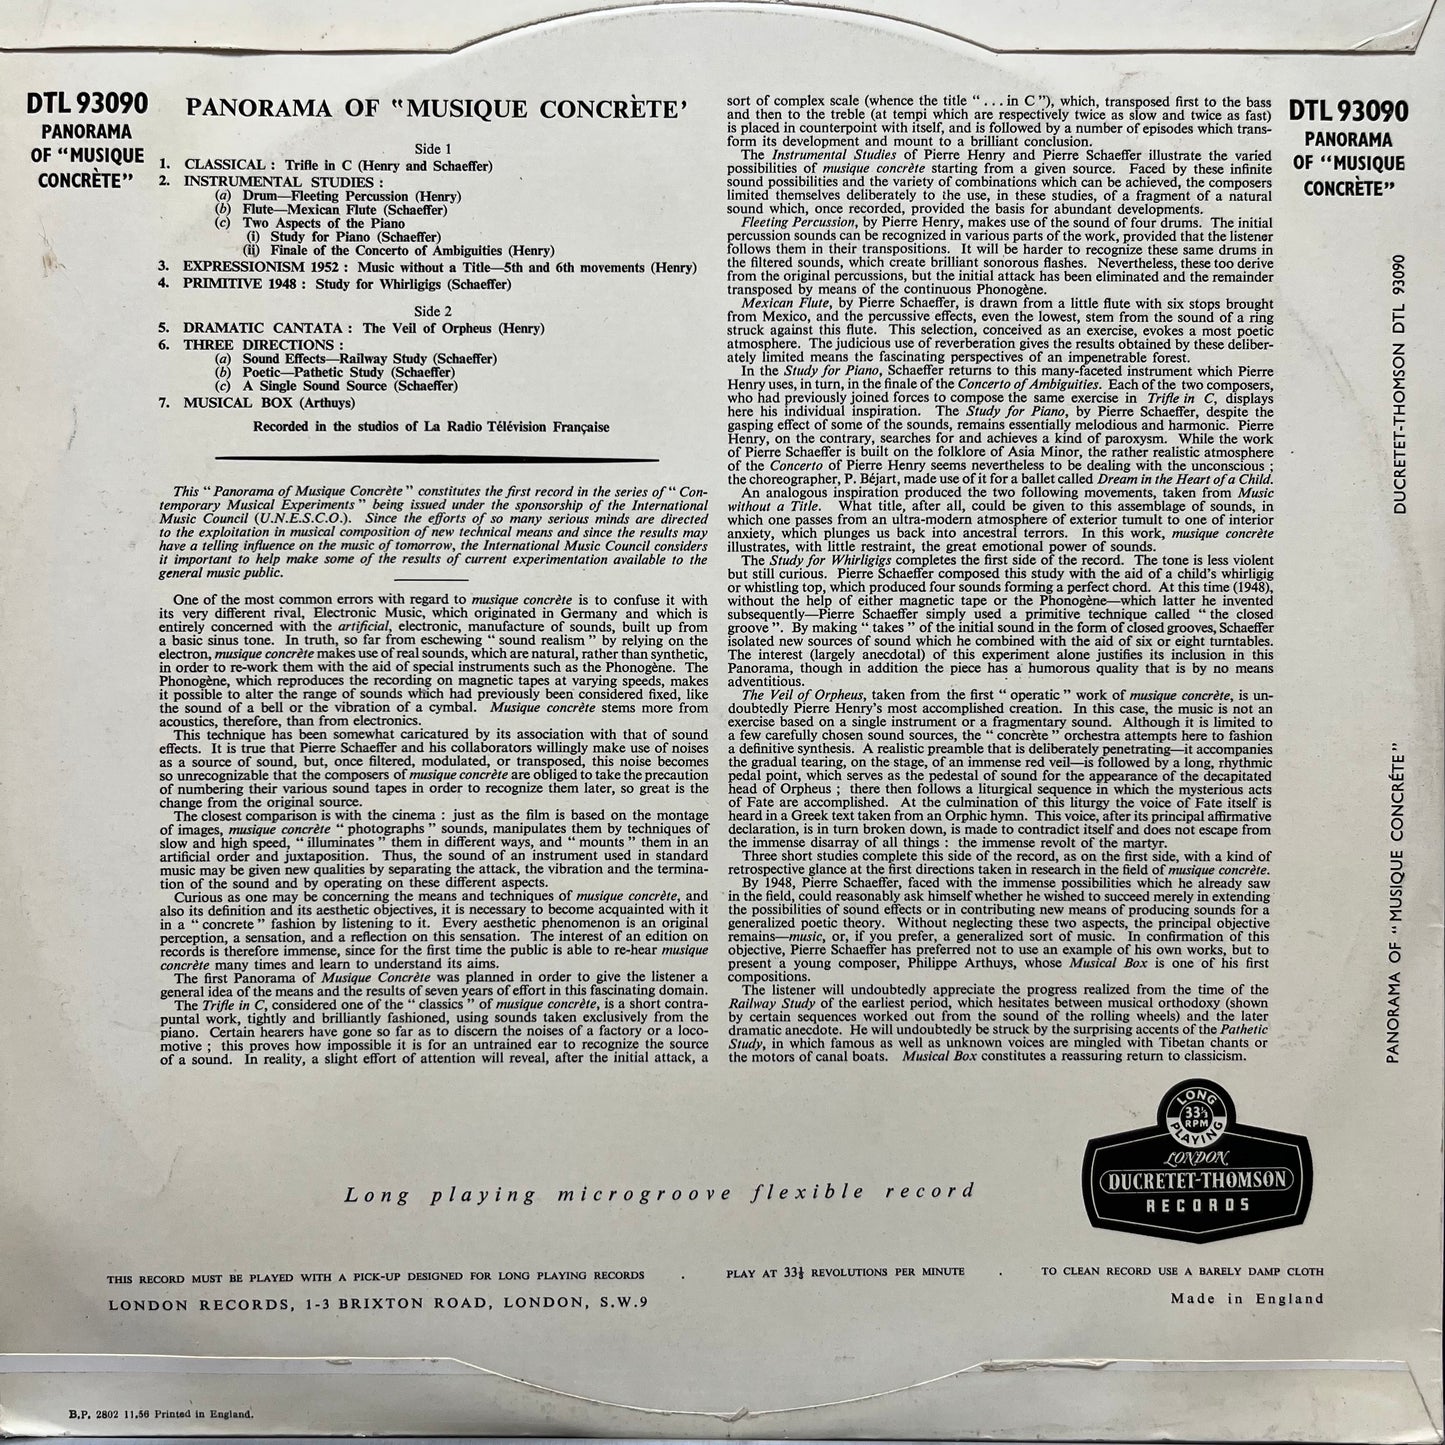 DTL 93090
PANORAMA
OF “MUSIQUE
CONCRÈTE”
PANORAMA OF “MUSIQUE CONCRÈTE’
Side 1
1. CLASSICAL : Trifle in C (Henry and Schaeffer)
2. INSTRUMENTAL STUDIES :
(a) Drum—Fleeting Percussion (Henry)
(b) Flute—Mexican Flute (Schaeffer)
(c) Two Aspects of the Piano
(i) Study for Piano (Schaeffer)
(ii) Finale of the Concerto of Ambiguities (Henry)
3. EXPRESSIONISM 1952 : Music without a Title—5th and 6th movements (Henry)
4. PRIMITIVE 1948 : Study for Whirligigs (Schaeffer)
Side 2
5. DRAMATIC CANTATA : The Veil of Orpheus (Henry)
6. THREE DIRECTIONS :
(a) Sound Effects—Railway Study (Schaeffer)
(b) Poetic—Pathetic Study (Schaeffer)
(c) A Single Sound Source (Schaeffer)
7. MUSICAL BOX (Arthuys)
Recorded in the studios of La Radio Télévision Française
This “ Panorama of Musique Concrète ” constitutes the first record in the series of “ Con-
temporary Musical Experiments ” being issued under the sponsorship of the International
Music Council (U.N.E.S.C.O.). Since the efforts of so many serious minds are directed
to the exploitation in musical composition of new technical means and since the results may
have a telling influence on the music of tomorrow, the International Music Council considers
it important to help make some of the results of current experimentation available to the
general music public.
One of the most common errors with regard to musique concrète is to confuse it with
its very different rival, Electronic Music, which originated in Germany and which is
entirely concerned with the artificial, electronic, manufacture of sounds, built up from
a basic sinus tone. In truth, so far from eschewing “ sound realism ” by relying on the
electron, musique concrète makes use of real sounds, which are natural, rather than synthetic,
in order to re-work them with the aid of special instruments such as the Phonogène. The
Phonogène, which reproduces the recording on magnetic tapes at varying speeds, makes
it possible to alter the range of sounds which had previously been considered fixed, like
the sound of a bell or the vibration of a cymbal. Musique concrète stems more from
acoustics, therefore, than from electronics.
This technique has been somewhat caricatured by its association with that of sound
effects. It is true that Pierre Schaeffer and his collaborators willingly make use of noises
as a source of sound, but, once filtered, modulated, or transposed, this noise becomes
so unrecognizable that the composers of musique concrète are obliged to take the precaution
of numbering their various sound tapes in order to recognize them later, so great is the
change from the original source.
The closest comparison is with the cinema : just as the film is based on the montage
of images, musique concrète “ photographs ” sounds, manipulates them by techniques of
slow and high speed, “ illuminates ” them in different ways, and “ mounts ” them in an
artificial order and juxtaposition. Thus, the sound of an instrument used in standard
music may be given new qualities by separating the attack, the vibration and the termina-
tion of the sound and by operating on these different aspects.
Curious as one may be concerning the means and techniques of musique concrète, and
also its definition and its aesthetic objectives, it is necessary to become acquainted with it
in a “ concrete ” fashion by listening to it. Every aesthetic phenomenon is an original
perception, a sensation, and a reflection on this sensation. The interest of an edition on
records is therefore immense, since for the first time the public is able to re-hear musique
concrète many times and learn to understand its aims.
The first Panorama of Musique Concrète was planned in order to give the listener a
general idea of the means and the results of seven years of effort in this fascinating domain.
The Trifle in C, considered one of the “ classics ” of musique concrète, is a short contra-
puntal work, tightly and brilliantly fashioned, using sounds taken exclusively from the
piano. Certain hearers have gone so far as to discern the noises of a factory or a loco-
motive ; this proves how impossible it is for an untrained ear to recognize the source
of a sound. In reality, a slight effort of attention will reveal, after the initial attack, a
sort of complex scale (whence the title “ . . . in C ”), which, transposed first to the bass
and then to the treble (at tempi which are respectively twice as slow and twice as fast)
is placed in counterpoint with itself, and is followed by a number of episodes which trans-
form its development and mount to a brilliant conclusion.
The Instrumental Studies of Pierre Henry and Pierre Schaeffer illustrate the varied
possibilities of musique concrète starting from a given source. Faced by these infinite
sound possibilities and the variety of combinations which can be achieved, the composers
limited themselves deliberately to the use, in these studies, of a fragment of a natural
sound which, once recorded, provided the basis for abundant developments.
Fleeting Percussion, by Pierre Henry, makes use of the sound of four drums. The initial
percussion sounds can be recognized in various parts of the work, provided that the listener
follows them in their transpositions. It will be harder to recognize these same drums in
the filtered sounds, which create brilliant sonorous flashes. Nevertheless, these too derive
from the original percussions, but the initial attack has been eliminated and the remainder
transposed by means of the continuous Phonogène.
Mexican Flute, by Pierre Schaeffer, is drawn from a little flute with six stops brought
from Mexico, and the percussive effects, even the lowest, stem from the sound of a ring
struck against this flute. This selection, conceived as an exercise, evokes a most poetic
atmosphere. The judicious use of reverberation gives the results obtained by these deliber-
ately limited means the fascinating perspectives of an impenetrable forest.
In the Study for Piano, Schaeffer returns to this many-faceted instrument which Pierre
Henry uses, in turn, in the finale of the Concerto of Ambiguities. Each of the two composers,
who had previously joined forces to compose the same exercise in Trifle in C, displays
here his individual inspiration. The Study for Piano, by Pierre Schaeffer, despite the
gasping effect of some of the sounds, remains essentially melodious and harmonic. Pierre
Henry, on the contrary, searches for and achieves a kind of paroxysm. While the work
of Pierre Schaeffer is built on the folklore of Asia Minor, the rather realistic atmosphere
of the Concerto of Pierre Henry seems nevertheless to be dealing with the unconscious ;
the choreographer, P. Béjart, made use of it for a ballet called Dream in the Heart of a Child.
An analogous inspiration produced the two following movements, taken from Music
without a Title. What title, after all, could be given to this assemblage of sounds, in
which one passes from an ultra-modern atmosphere of exterior tumult to one of interior
anxiety, which plunges us back into ancestral terrors. In this work, musique concrète
illustrates, with little restraint, the great emotional power of sounds.
The Study for Whirligigs completes the first side of the record. The tone is less violent
but still curious. Pierre Schaeffer composed this study with the aid of a child’s whirligig
or whistling top, which produced four sounds forming a perfect chord. At this time (1948),
without the help of either magnetic tape or the Phonogène—which latter he invented
subsequently—Pierre Schaeffer simply used a primitive technique called “ the closed
groove ”. By making “ takes ” of the initial sound in the form of closed grooves, Schaeffer
isolated new sources of sound which he combined with the aid of six or eight turntables.
The interest (largely anecdotal) of this experiment alone justifies its inclusion in this
Panorama, though in addition the piece has a humorous quality that is by no means
adventitious.
The Veil of Orpheus, taken from the first “ operatic ” work of musique concrète, is un-
doubtedly Pierre Henry’s most accomplished creation. In this case, the music is not an
exercise based on a single instrument or a fragmentary sound. Although it is limited to
a few carefully chosen sound sources, the “ concrète ” orchestra attempts here to fashion
a definitive synthesis. A realistic preamble that is deliberately penetrating—it accompanies
the gradual tearing, on the stage, of an immense red veil—is followed by a long, rhythmic
pedal point, which serves as the pedestal of sound for the appearance of the decapitated
head of Orpheus ; there then follows a liturgical sequence in which the mysterious acts
of Fate are accomplished. At the culmination of this liturgy the voice of Fate itself is
heard in a Greek text taken from an Orphic hymn. This voice, after its principal affirmative
declaration, is in turn broken down, is made to contradict itself and does not escape from
the immense disarray of all things : the immense revolt of the martyr.
Three short studies complete this side of the record, as on the first side, with a kind of
retrospective glance at the first directions taken in research in the field of musique concrète.
By 1948, Pierre Schaeffer, faced with the immense possibilities which he already saw
in the field, could reasonably ask himself whether he wished to succeed merely in extending
the possibilities of sound effects or in contributing new means of producing sounds for a
generalized poetic theory. Without neglecting these two aspects, the principal objective
remains—music, or, if you prefer, a generalized sort of music. In confirmation of this
objective, Pierre Schaeffer has preferred not to use an example of his own works, but to
present a young composer, Philippe Arthuys, whose Musical Box is one of his first
compositions.
The listener will undoubtedly appreciate the progress realized from the time of the
Railway Study of the earliest period, which hesitates between musical orthodoxy (shown
by certain sequences worked out from the sound of the rolling wheels) and the later
dramatic anecdote. He will undoubtedly be struck by the surprising accents of the Pathetic
Study, in which famous as well as unknown voices are mingled with Tibetan chants or
the motors of canal boats. Musical Box constitutes a reassuring return to classicism.
DTL 93090
PANORAMA
OF “MUSIQUE
CONCRÈTE”
DUCRETET-THOMSON DTL 93090
PANORAMA OF “MUSIQUE CONCRÉTE”
LONG
33⅓
RPM
PLAYING
LONDON
DUCRETET-THOMSON
RECORDS
Long playing microgroove flexible record
THIS RECORD MUST BE PLAYED WITH A PICK-UP DESIGNED FOR LONG PLAYING RECORDS . PLAY AT 33⅓ REVOLUTIONS PER MINUTE . TO CLEAN RECORD USE A BARELY DAMP CLOTH
LONDON RECORDS, 1-3 BRIXTON ROAD, LONDON, S.W.9
Made in England
B.P. 2802 11.56 Printed in England.